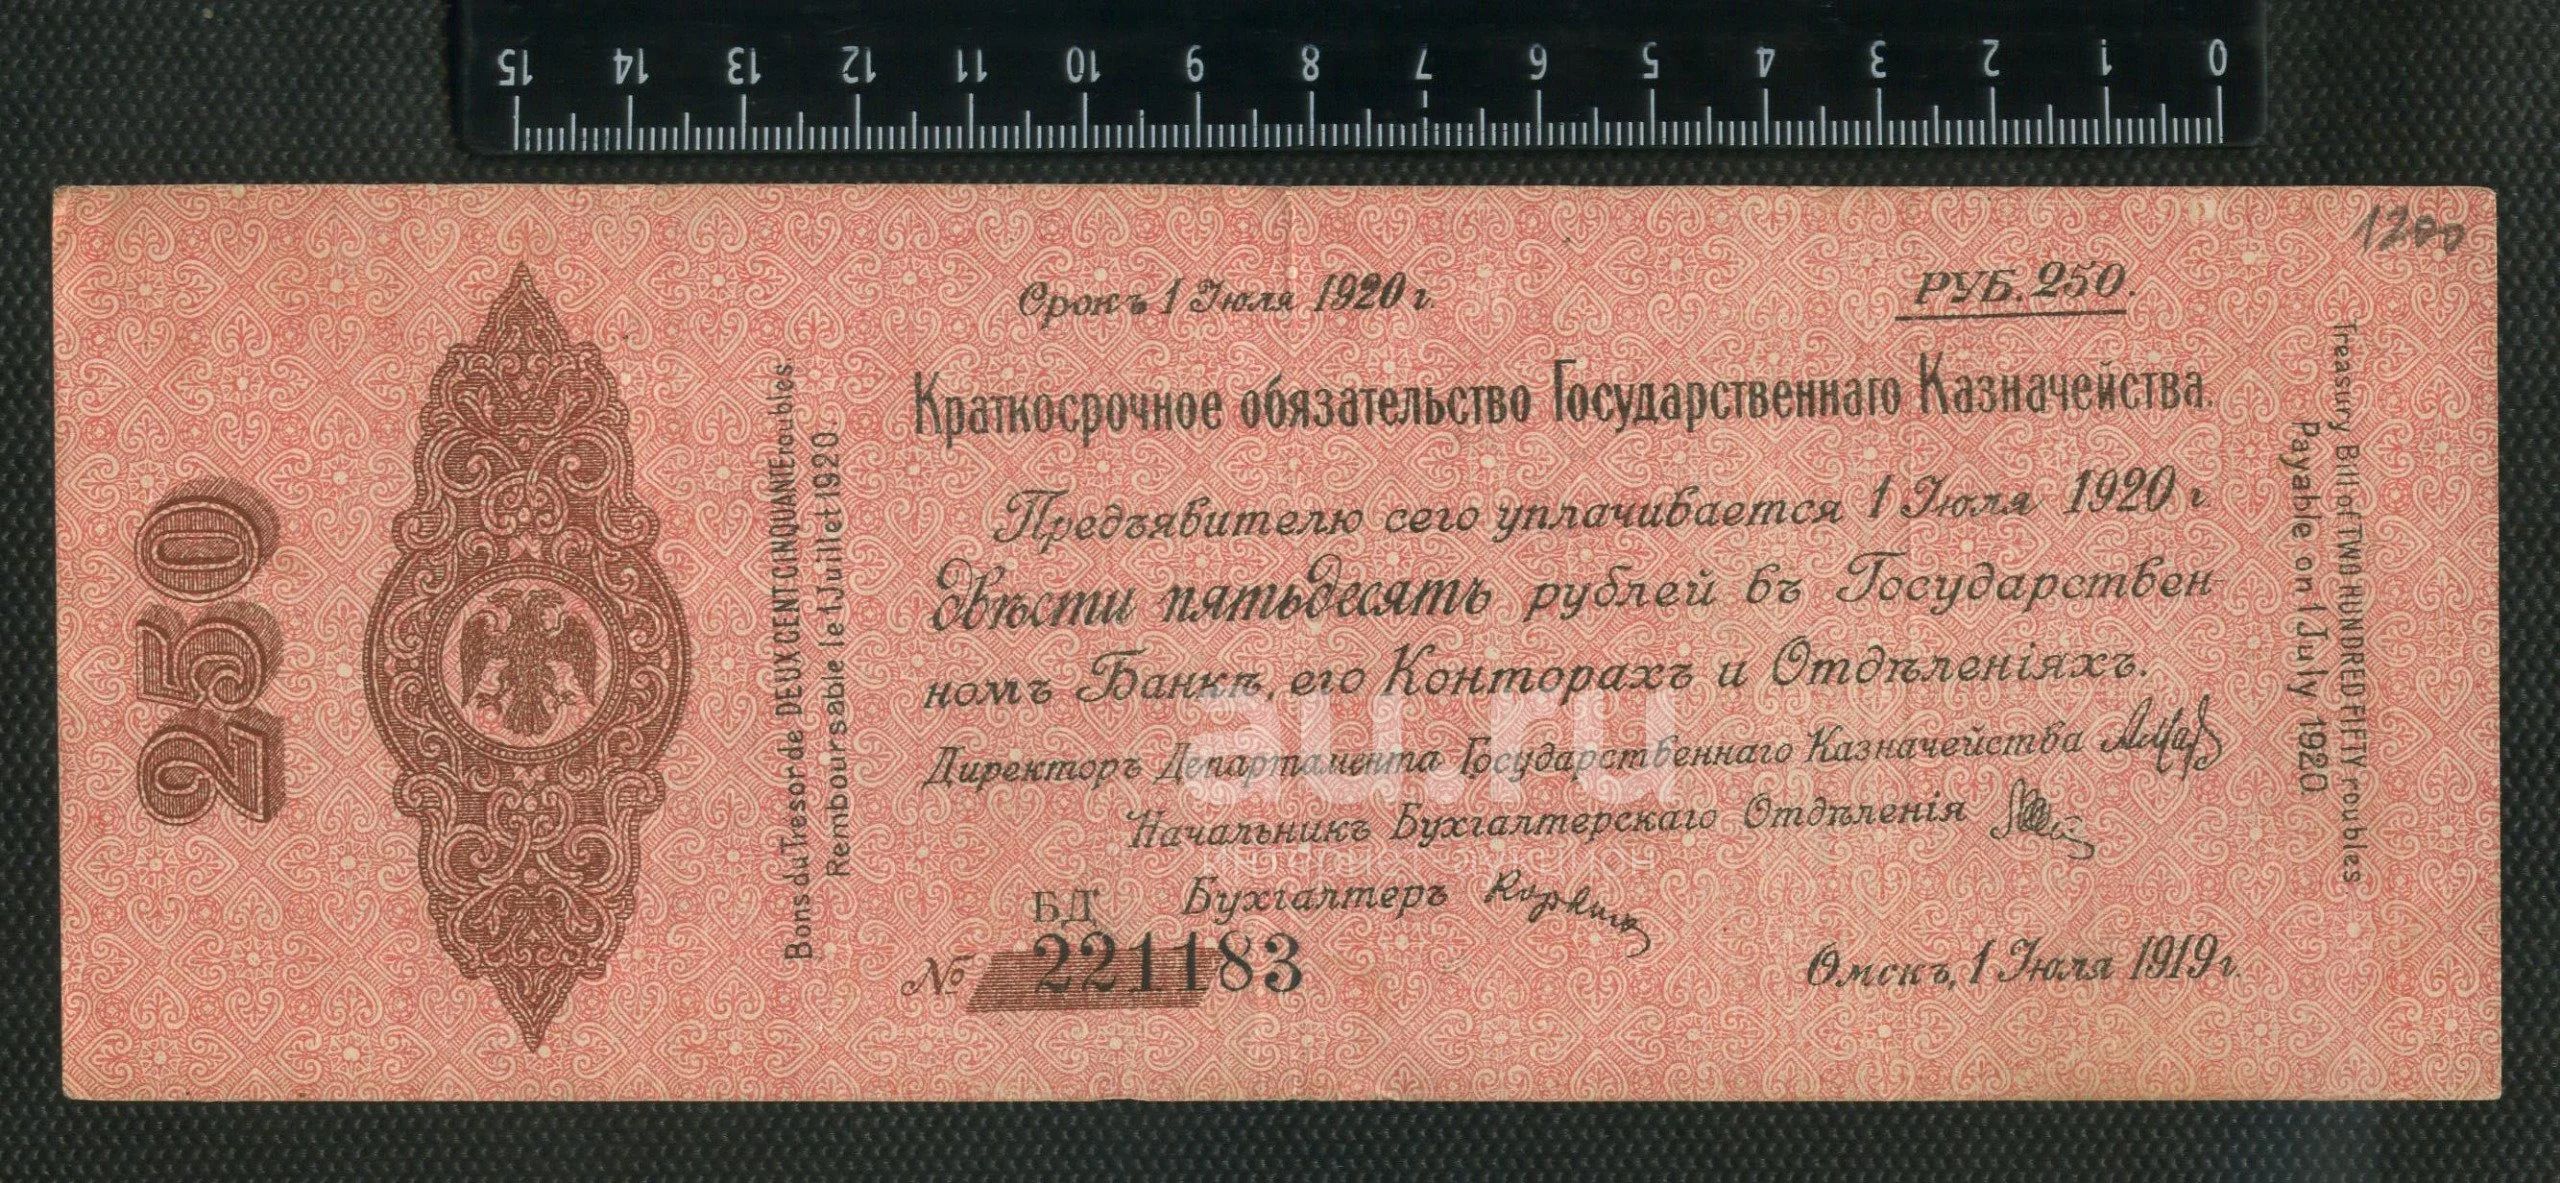 15 14 13 12 11 10 9 8 7 6 5 4 3 2 1 0
1200
Срокъ 1 Іюля 1920 г.
РУБ. 250.
Краткосрочное обязательство Государственнаго Казначейства.
Предъявителю сего уплачивается 1 Іюля 1920 г
Двѣсти пятьдесятъ рублей въ Государствен-
номъ Банкѣ, его Конторахъ и Отдѣленіяхъ.
Директоръ Департамента Государственнаго Казначейства
Начальникъ Бухгалтерскаго Отдѣленія
Бухгалтеръ
БД
№ 221183
Омскъ, 1 Іюля 1919 г.
250
Bons du Tresor de DEUX CENT CINQUANTE roubles.
Remboursable le 1 Juillet 1920.
Treasury Bill of TWO HUNDRED FIFTY roubles
Payable on 1 July 1920
au.ru